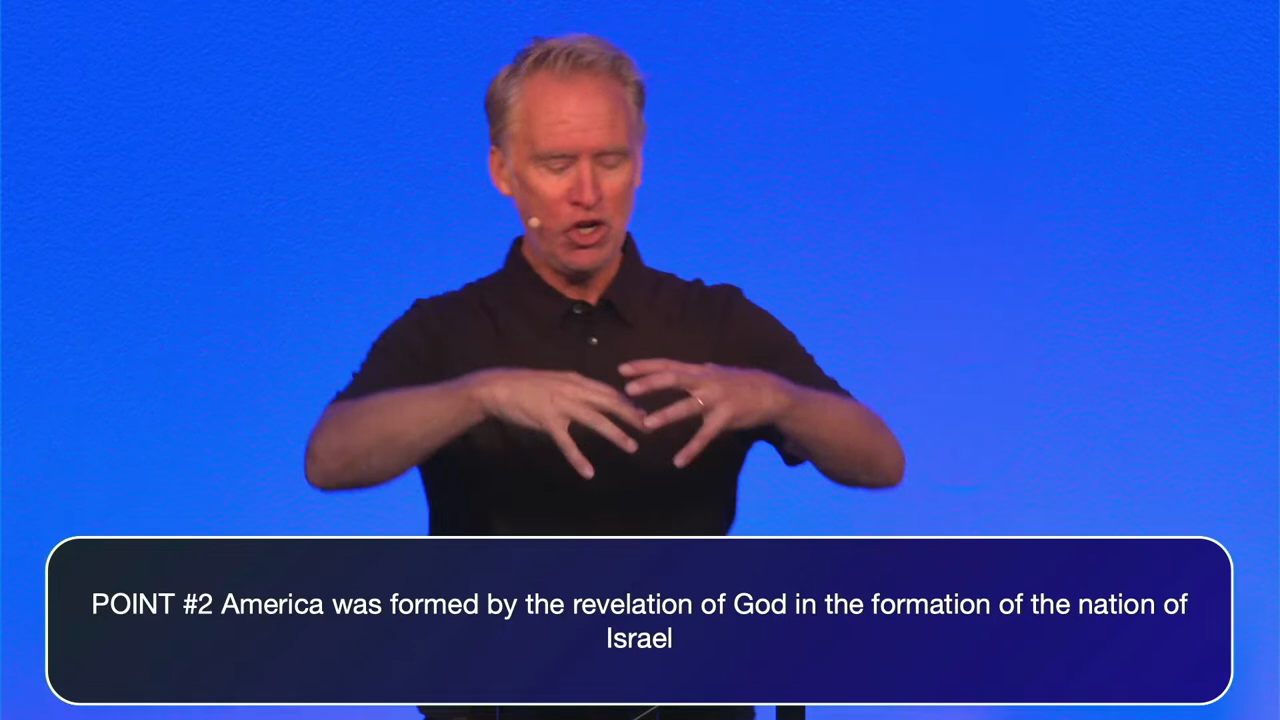 POINT #2 America was formed by the revelation of God in the formation of the nation of
Israel